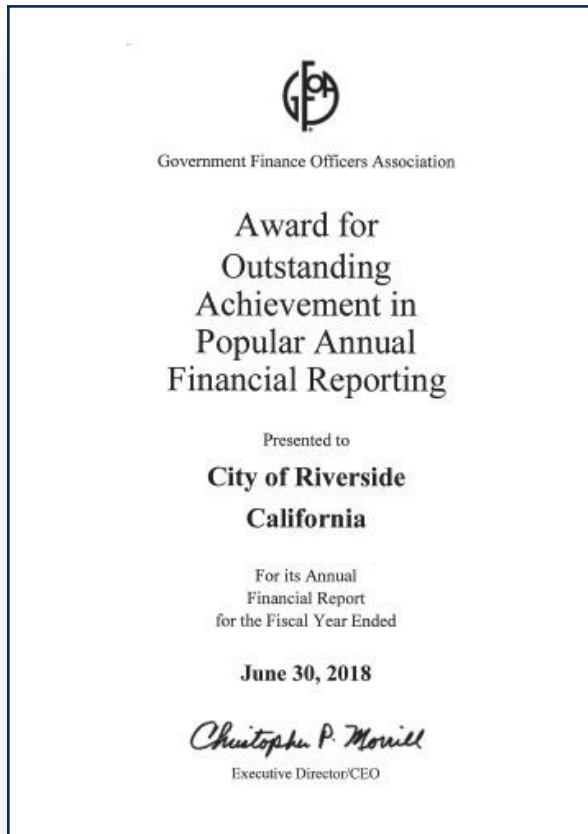 GFOA
Government Finance Officers Association
Award for
Outstanding
Achievement in
Popular Annual
Financial Reporting
Presented to
City of Riverside
California
For its Annual
Financial Report
for the Fiscal Year Ended
June 30, 2018
Christopher P. Morrill
Executive Director/CEO